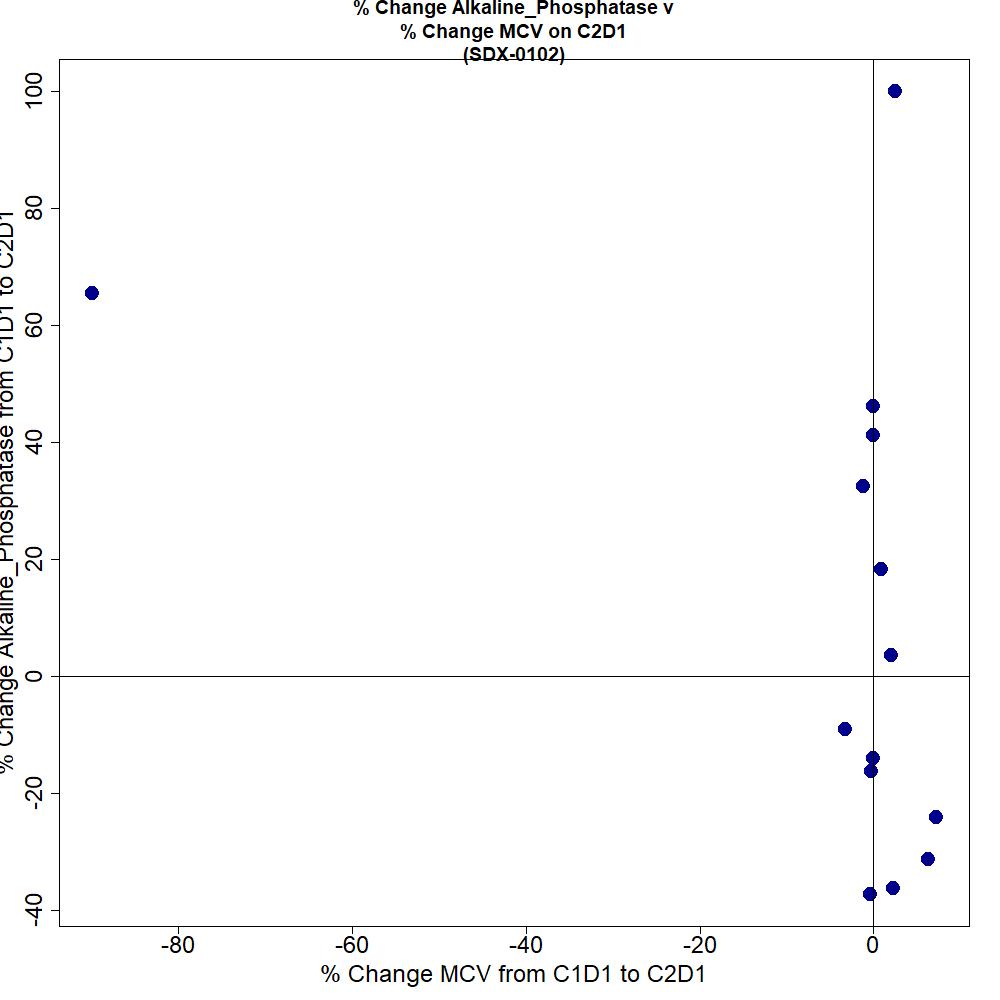 % Change Alkaline_Phosphatase v
% Change MCV on C2D1
(SDX-0102)
% Change Alkaline_Phosphatase from C1D1 to C2D1
100
80
60
40
20
0
-20
-40
-80
-60
-40
-20
0
% Change MCV from C1D1 to C2D1